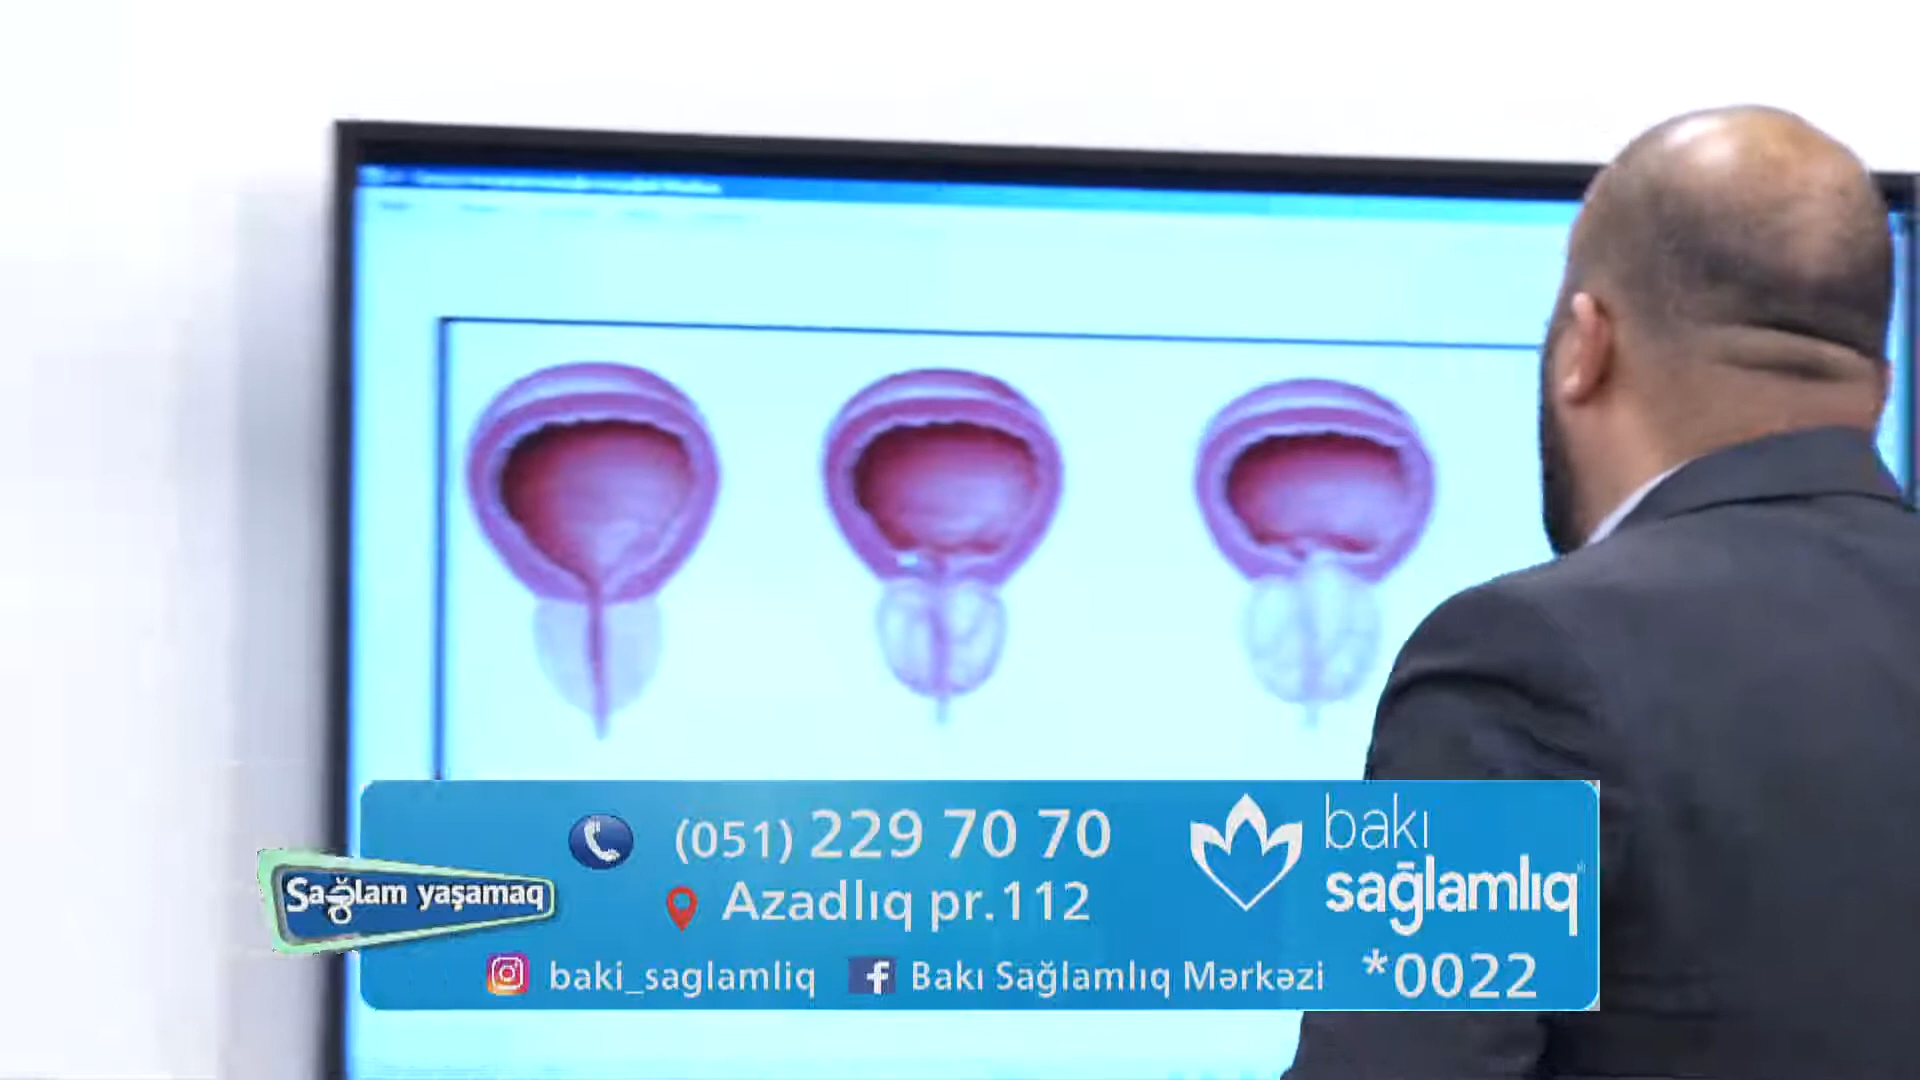 (051) 229 70 70
Azadlıq pr.112
baki_saglamliq
Bakı Sağlamlıq Mərkəzi
bakı
sağlamlıq
*0022
Sağlam yaşamaq